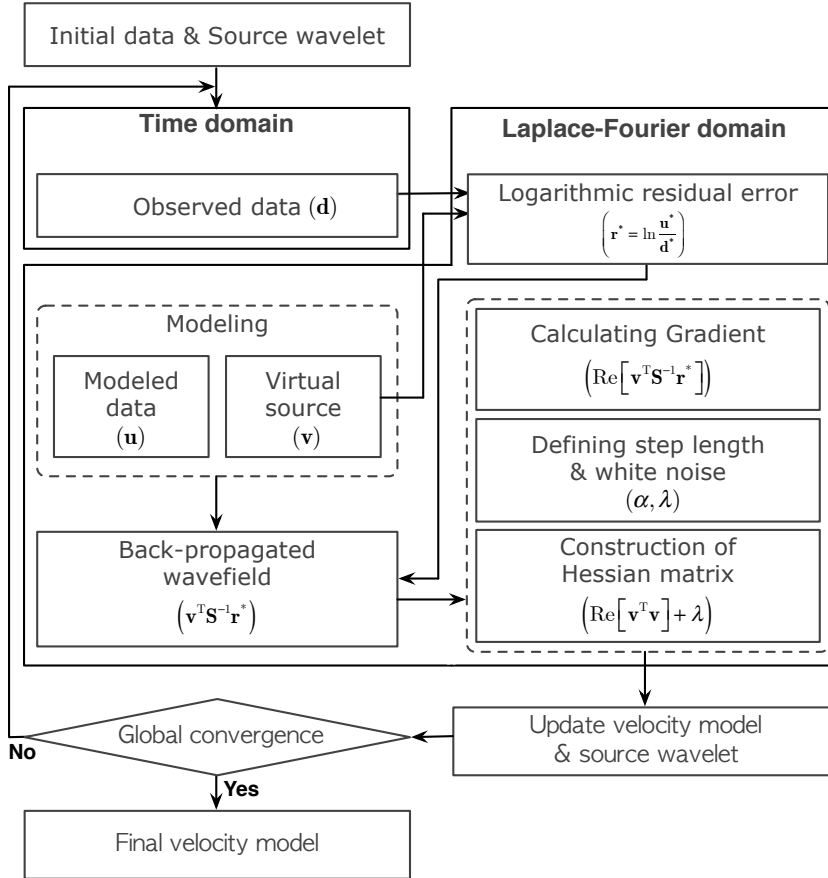 Initial data & Source wavelet
Time domain
Observed data (d)
Laplace-Fourier domain
Logarithmic residual error
(r* = ln u*/d*)
Modeling
Modeled
data
(u)
Virtual
source
(v)
Calculating Gradient
(Re[vᵀS⁻¹r*])
Defining step length
& white noise
(α, λ)
Back-propagated
wavefield
(vᵀS⁻¹r*)
Construction of
Hessian matrix
(Re[vᵀv] + λ)
Update velocity model
& source wavelet
Global convergence
No
Yes
Final velocity model